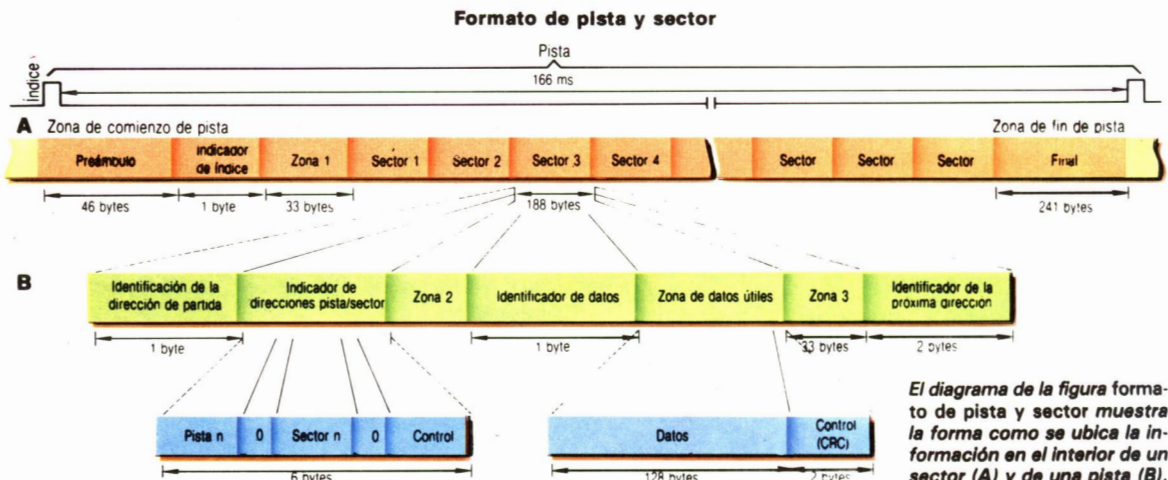 Formato de pista y sector
Pista
Índice
166 ms
A Zona de comienzo de pista
Zona de fin de pista
Preámbulo
indicador de índice
Zona 1
Sector 1
Sector 2
Sector 3
Sector 4
Sector
Sector
Sector
Final
46 bytes
1 byte
33 bytes
188 bytes
241 bytes
B
Identificación de la dirección de partida
Indicador de direcciones pista/sector
Zona 2
Identificador de datos
Zona de datos útiles
Zona 3
Identificador de la próxima dirección
1 byte
1 byte
33 bytes
2 bytes
Pista n
0
Sector n
0
Control
Datos
Control (CRC)
6 bytes
128 bytes
2 bytes
El diagrama de la figura forma-
to de pista y sector muestra
la forma como se ubica la in-
formación en el interior de un
sector (A) y de una pista (B).